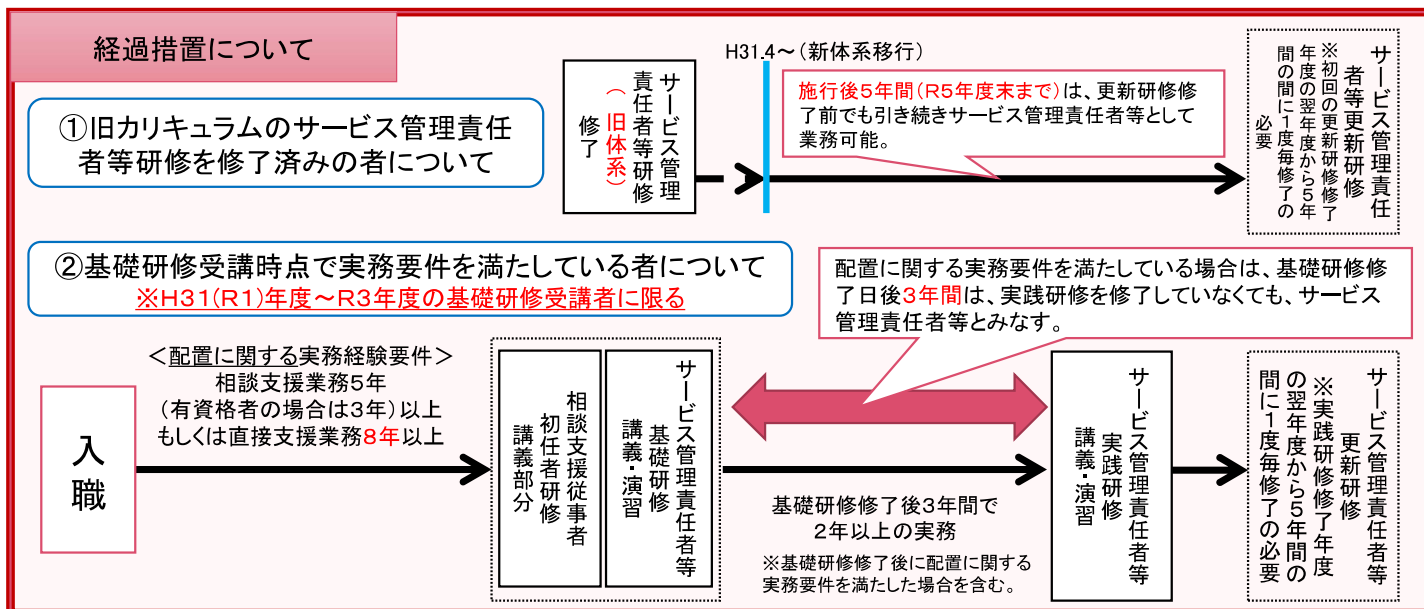 経過措置について
H31.4～（新体系移行）
①旧カリキュラムのサービス管理責任
者等研修を修了済みの者について
サービス管理
責任者等研修
（旧体系）
修了
施行後5年間（R5年度末まで）は、更新研修修
了前でも引き続きサービス管理責任者等として
業務可能。
サービス管理責任
者等更新研修
※初回の更新研修修了
年度の翌年度から５年
間の間に１度毎修了の
必要
②基礎研修受講時点で実務要件を満たしている者について
※H31(R1)年度～R3年度の基礎研修受講者に限る
配置に関する実務要件を満たしている場合は、基礎研修修
了日後3年間は、実践研修を修了していなくても、サービス
管理責任者等とみなす。
＜配置に関する実務経験要件＞
相談支援業務5年
（有資格者の場合は3年）以上
もしくは直接支援業務8年以上
入
職
相談支援従事者
初任者研修
講義部分
サービス管理責任者等
基礎研修
講義・演習
基礎研修修了後3年間で
2年以上の実務
※基礎研修修了後に配置に関する
実務要件を満たした場合を含む。
サービス管理責任者等
実践研修
講義・演習
サービス管理責任者等
更新研修
※実践研修修了年度
の翌年度から５年間の
間に１度毎修了の必要